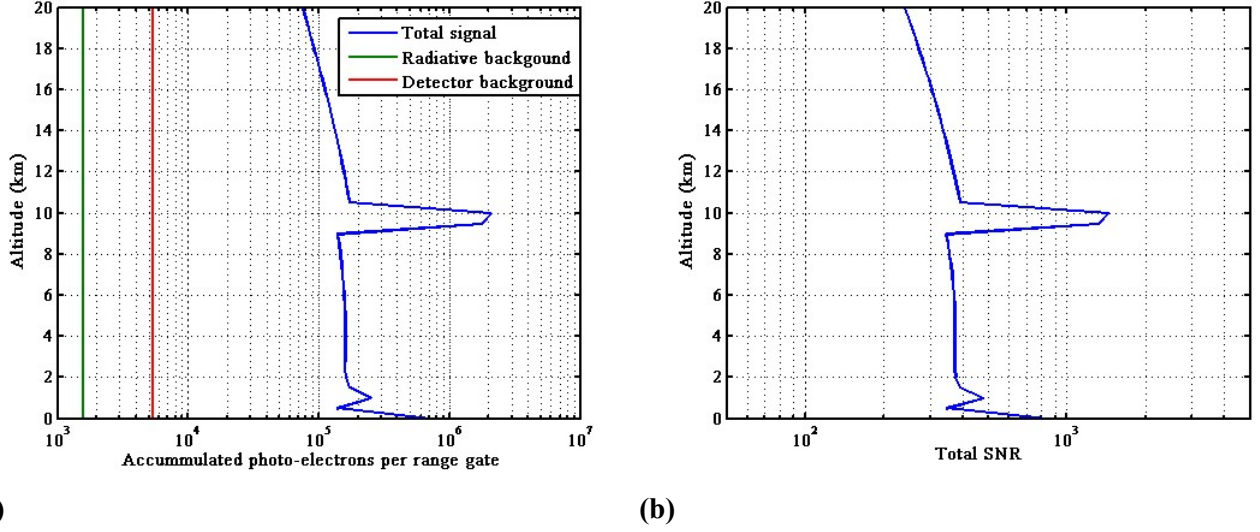 20
18
16
14
12
10
8
6
4
2
0
Altitude (km)
Total signal
Radiative backgound
Detector background
10³ 10⁴ 10⁵ 10⁶ 10⁷
Accummulated photo-electrons per range gate
)
20
18
16
14
12
10
8
6
4
2
0
Altitude (km)
10² 10³
Total SNR
(b)